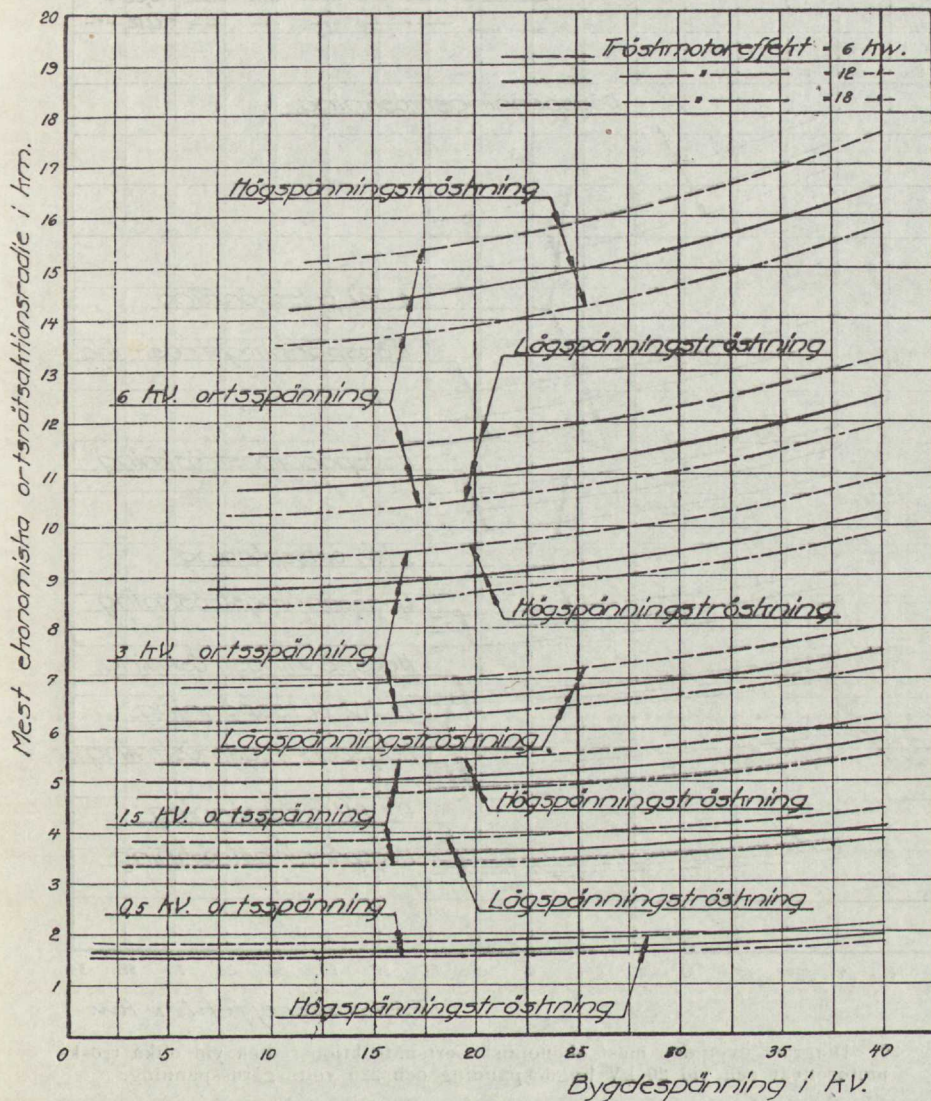 20
19
18
17
16
15
14
13
12
11
10
9
8
7
6
5
4
3
2
1
Mest ekonomiska ortsnätsaktionsradie i km.
Tröskmotoreffekt - 6 kw.
" - 12 "
" - 18 "
Högspänningströskning
Lågspänningströskning
6 kV. ortsspänning
Högspänningströskning
3 kV. ortsspänning
Lågspänningströskning
Högspänningströskning
1.5 kV. ortsspänning
0,5 kV. ortsspänning
Lågspänningströskning
Högspänningströskning
0 5 10 15 20 25 30 35 40
Bygdespänning i kV.